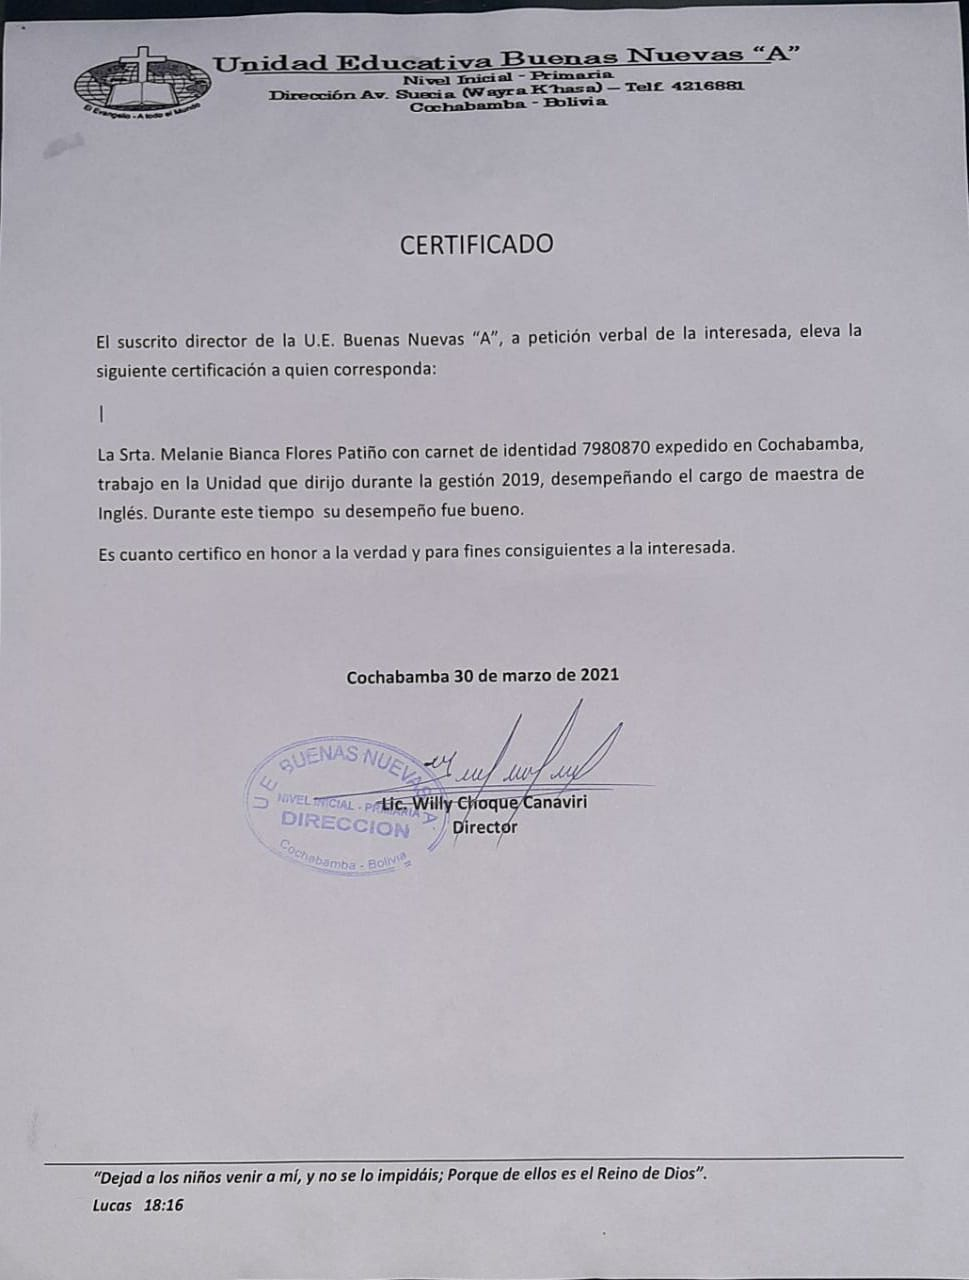 Unidad Educativa Buenas Nuevas “A”
Nivel Inicial - Primaria
Dirección Av. Suecia (Wayra K'hasa) – Telf. 4216881
Cochabamba - Bolivia
El Evangelio - A todo el Mundo
CERTIFICADO
El suscrito director de la U.E. Buenas Nuevas “A”, a petición verbal de la interesada, eleva la
siguiente certificación a quien corresponda:
La Srta. Melanie Bianca Flores Patiño con carnet de identidad 7980870 expedido en Cochabamba,
trabajo en la Unidad que dirijo durante la gestión 2019, desempeñando el cargo de maestra de
Inglés. Durante este tiempo su desempeño fue bueno.
Es cuanto certifico en honor a la verdad y para fines consiguientes a la interesada.
Cochabamba 30 de marzo de 2021
U.E. BUENAS NUEVAS A.
NIVEL INICIAL - PRIMARIA
DIRECCION
Cochabamba - Bolivia
Lic. Willy Choque Canaviri
Director
“Dejad a los niños venir a mí, y no se lo impidáis; Porque de ellos es el Reino de Dios”.
Lucas 18:16